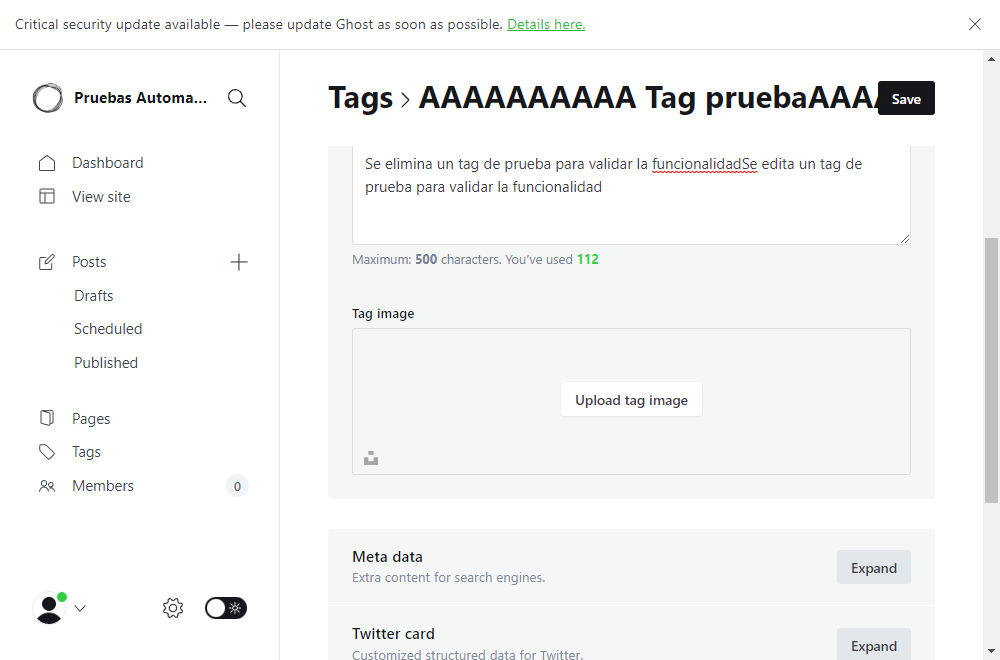 Critical security update available — please update Ghost as soon as possible. Details here.
Pruebas Automa...
Tags > AAAAAAAAAA Tag pruebaAAAA
Save
Dashboard
View site
Posts
Drafts
Scheduled
Published
Pages
Tags
Members
0
Se elimina un tag de prueba para validar la funcionalidadSe edita un tag de
prueba para validar la funcionalidad
Maximum: 500 characters. You’ve used 112
Tag image
Upload tag image
Meta data
Extra content for search engines.
Expand
Twitter card
Customized structured data for Twitter.
Expand